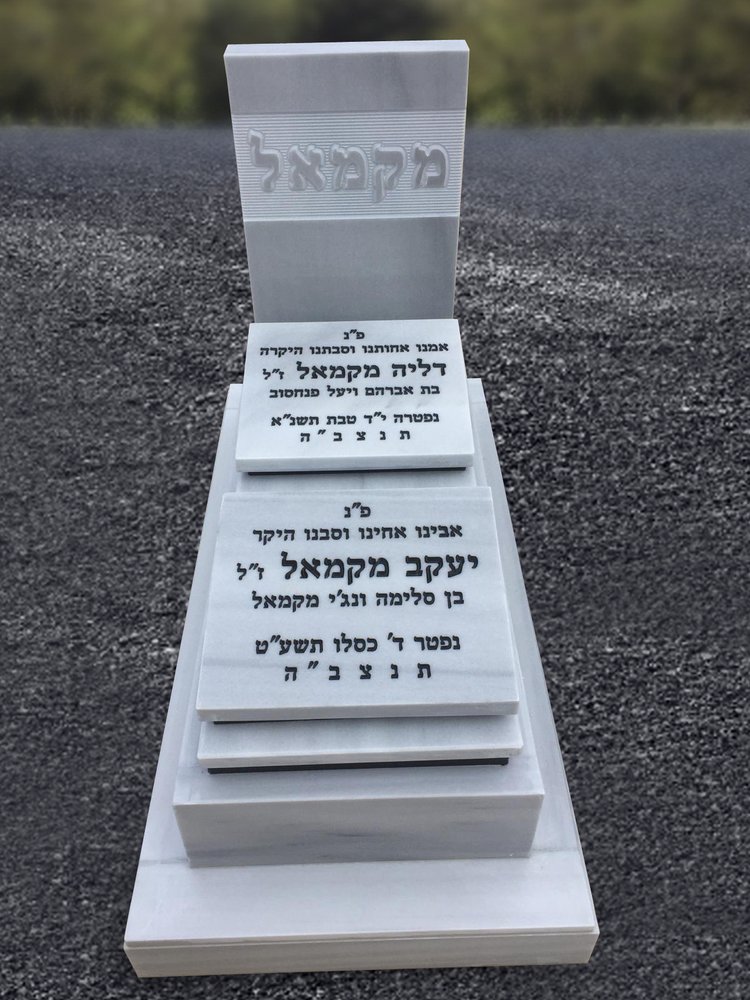 מקמאל
פ"נ
אמנו אחותנו וסבתנו היקרה
דליה מקמאל ז"ל
בת אברהם ויעל פנחסוב
נפטרה י"ד טבת תשנ"א
ת נ צ ב " ה
פ"נ
אבינו אחינו וסבנו היקר
יעקב מקמאל ז"ל
בן סלימה ונג'י מקמאל
נפטר ד' כסלו תשע"ט
ת נ צ ב " ה